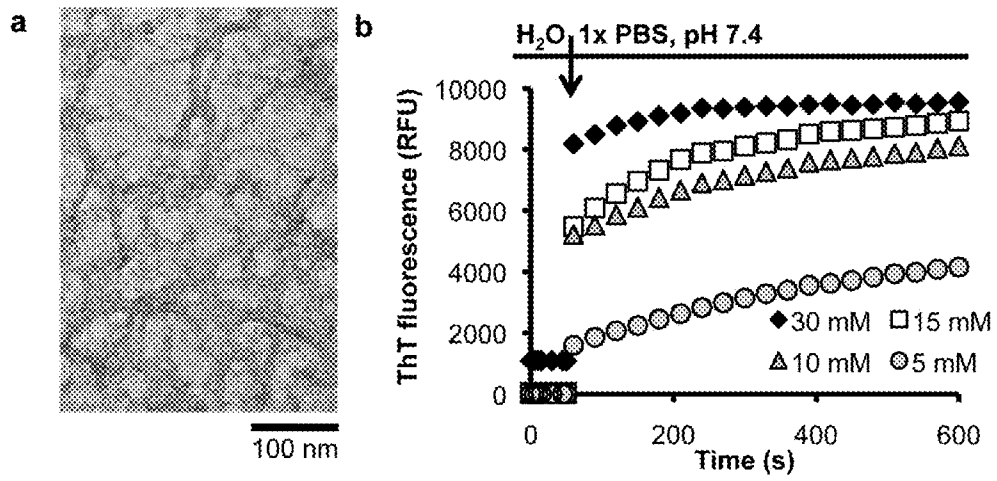 a
b
H₂O 1x PBS, pH 7.4
ThT fluorescence (RFU)
10000
8000
6000
4000
2000
0
30 mM
15 mM
10 mM
5 mM
0
200
400
600
Time (s)
100 nm